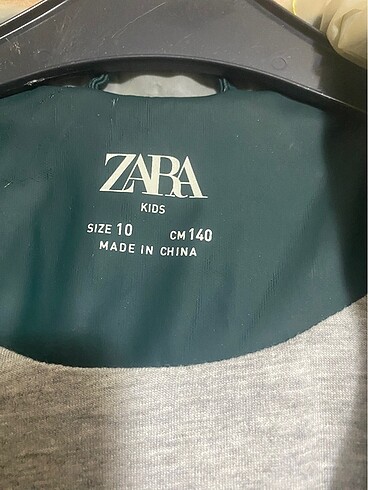 ZARA
KIDS
SIZE 10 CM 140
MADE IN CHINA